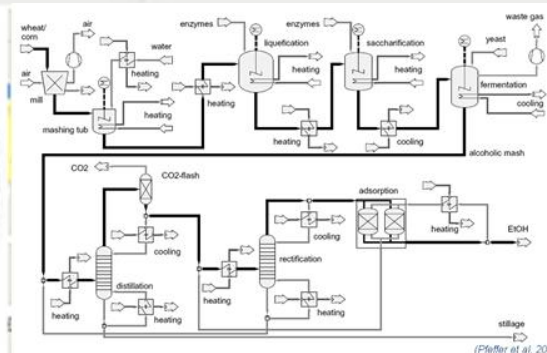 wheat/
corn
air
air
mill
water
heating
mashing tub
heating
heating
enzymes
liquefication
heating
heating
enzymes
saccharification
heating
cooling
waste gas
yeast
fermentation
cooling
alcoholic mash
CO2
CO2-flash
cooling
distillation
heating
heating
heating
rectification
cooling
heating
adsorption
heating
EtOH
stillage
(Pfeffer et al. 20